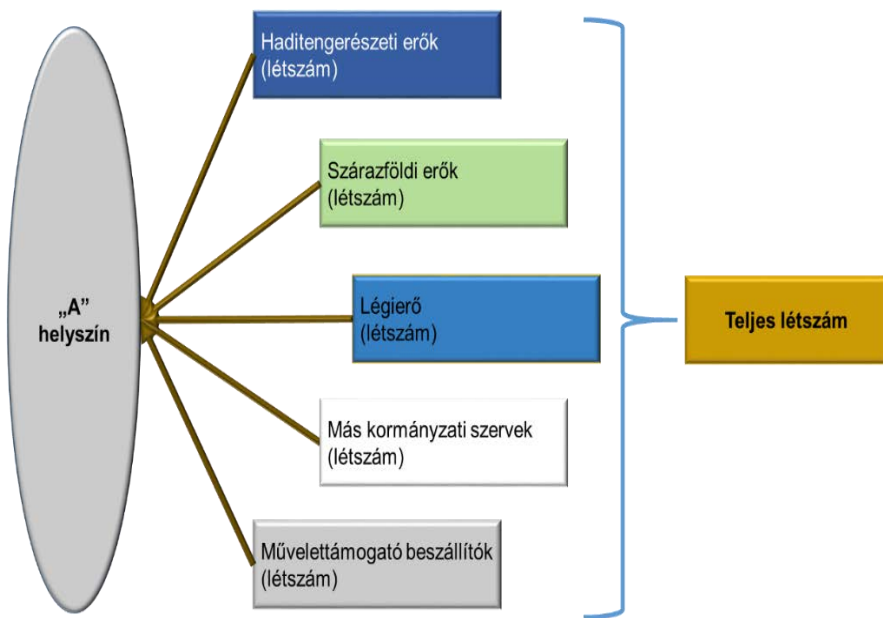 Haditengerészeti erők
(létszám)
Szárazföldi erők
(létszám)
„A”
helyszín
Légierő
(létszám)
Teljes létszám
Más kormányzati szervek
(létszám)
Művelettámogató beszállítók
(létszám)